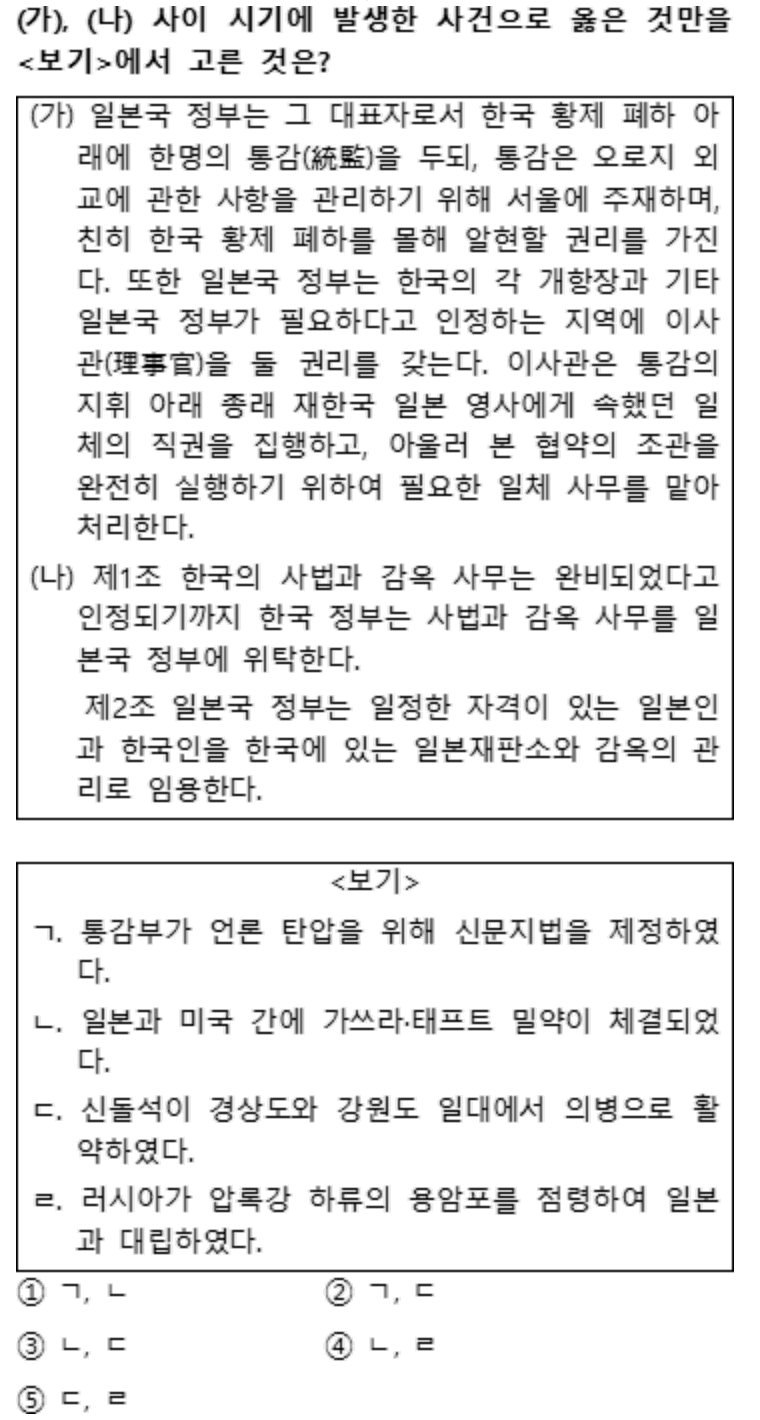 (가), (나) 사이 시기에 발생한 사건으로 옳은 것만을
<보기>에서 고른 것은?
(가) 일본국 정부는 그 대표자로서 한국 황제 폐하 아
래에 한명의 통감(統監)을 두되, 통감은 오로지 외
교에 관한 사항을 관리하기 위해 서울에 주재하며,
친히 한국 황제 폐하를 몰해 알현할 권리를 가진
다. 또한 일본국 정부는 한국의 각 개항장과 기타
일본국 정부가 필요하다고 인정하는 지역에 이사
관(理事官)을 둘 권리를 갖는다. 이사관은 통감의
지휘 아래 종래 재한국 일본 영사에게 속했던 일
체의 직권을 집행하고, 아울러 본 협약의 조관을
완전히 실행하기 위하여 필요한 일체 사무를 맡아
처리한다.
(나) 제1조 한국의 사법과 감옥 사무는 완비되었다고
인정되기까지 한국 정부는 사법과 감옥 사무를 일
본국 정부에 위탁한다.
제2조 일본국 정부는 일정한 자격이 있는 일본인
과 한국인을 한국에 있는 일본재판소와 감옥의 관
리로 임용한다.
<보기>
ㄱ. 통감부가 언론 탄압을 위해 신문지법을 제정하였
다.
ㄴ. 일본과 미국 간에 가쓰라·태프트 밀약이 체결되었
다.
ㄷ. 신돌석이 경상도와 강원도 일대에서 의병으로 활
약하였다.
ㄹ. 러시아가 압록강 하류의 용암포를 점령하여 일본
과 대립하였다.
① ㄱ, ㄴ ② ㄱ, ㄷ
③ ㄴ, ㄷ ④ ㄴ, ㄹ
⑤ ㄷ, ㄹ